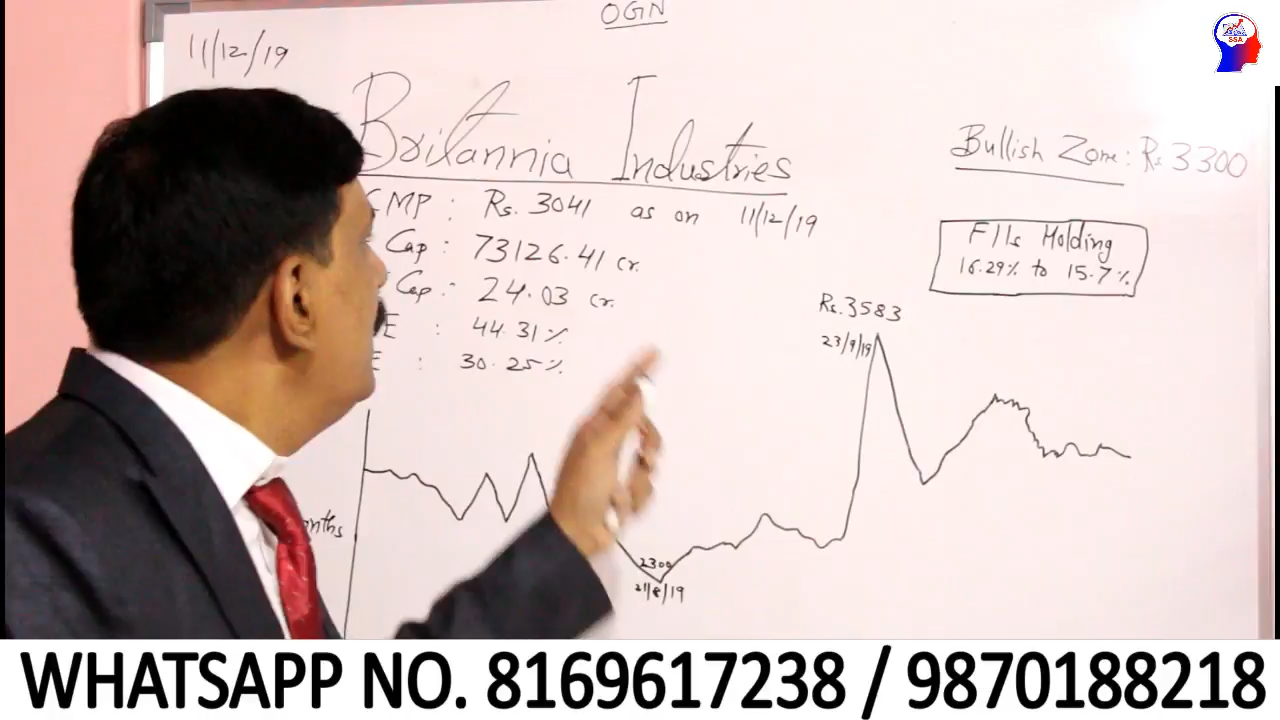 OGN
11/12/19
Britannia Industries
CMP : Rs. 3041 as on 11/12/19
Cap : 73126.41 cr.
Cap : 24.03 cr.
E : 44.31%
E : 30.25%
Bullish Zone : Rs 3300
FIIs Holding
16.29% to 15.7%
Rs. 3583
23/9/19
nths
2300
21/8/19
SSA
WHATSAPP NO. 8169617238 / 9870188218